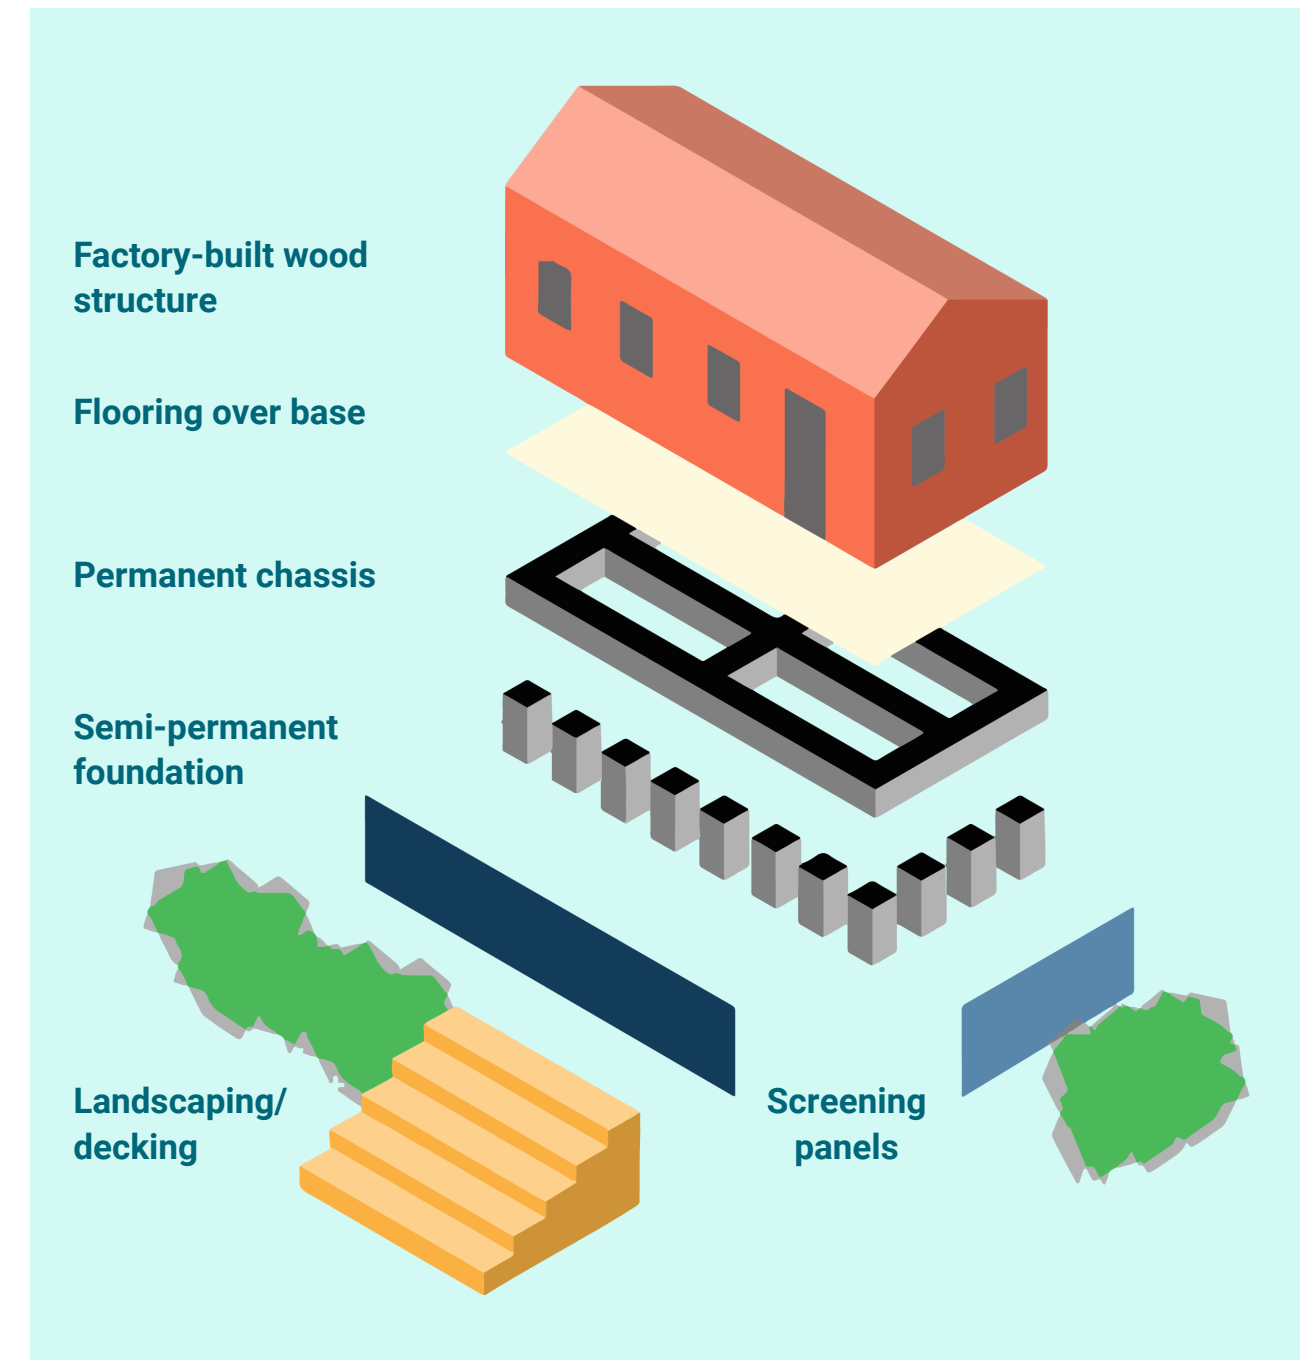 Factory-built wood
structure
Flooring over base
Permanent chassis
Semi-permanent
foundation
Landscaping/
decking
Screening
panels